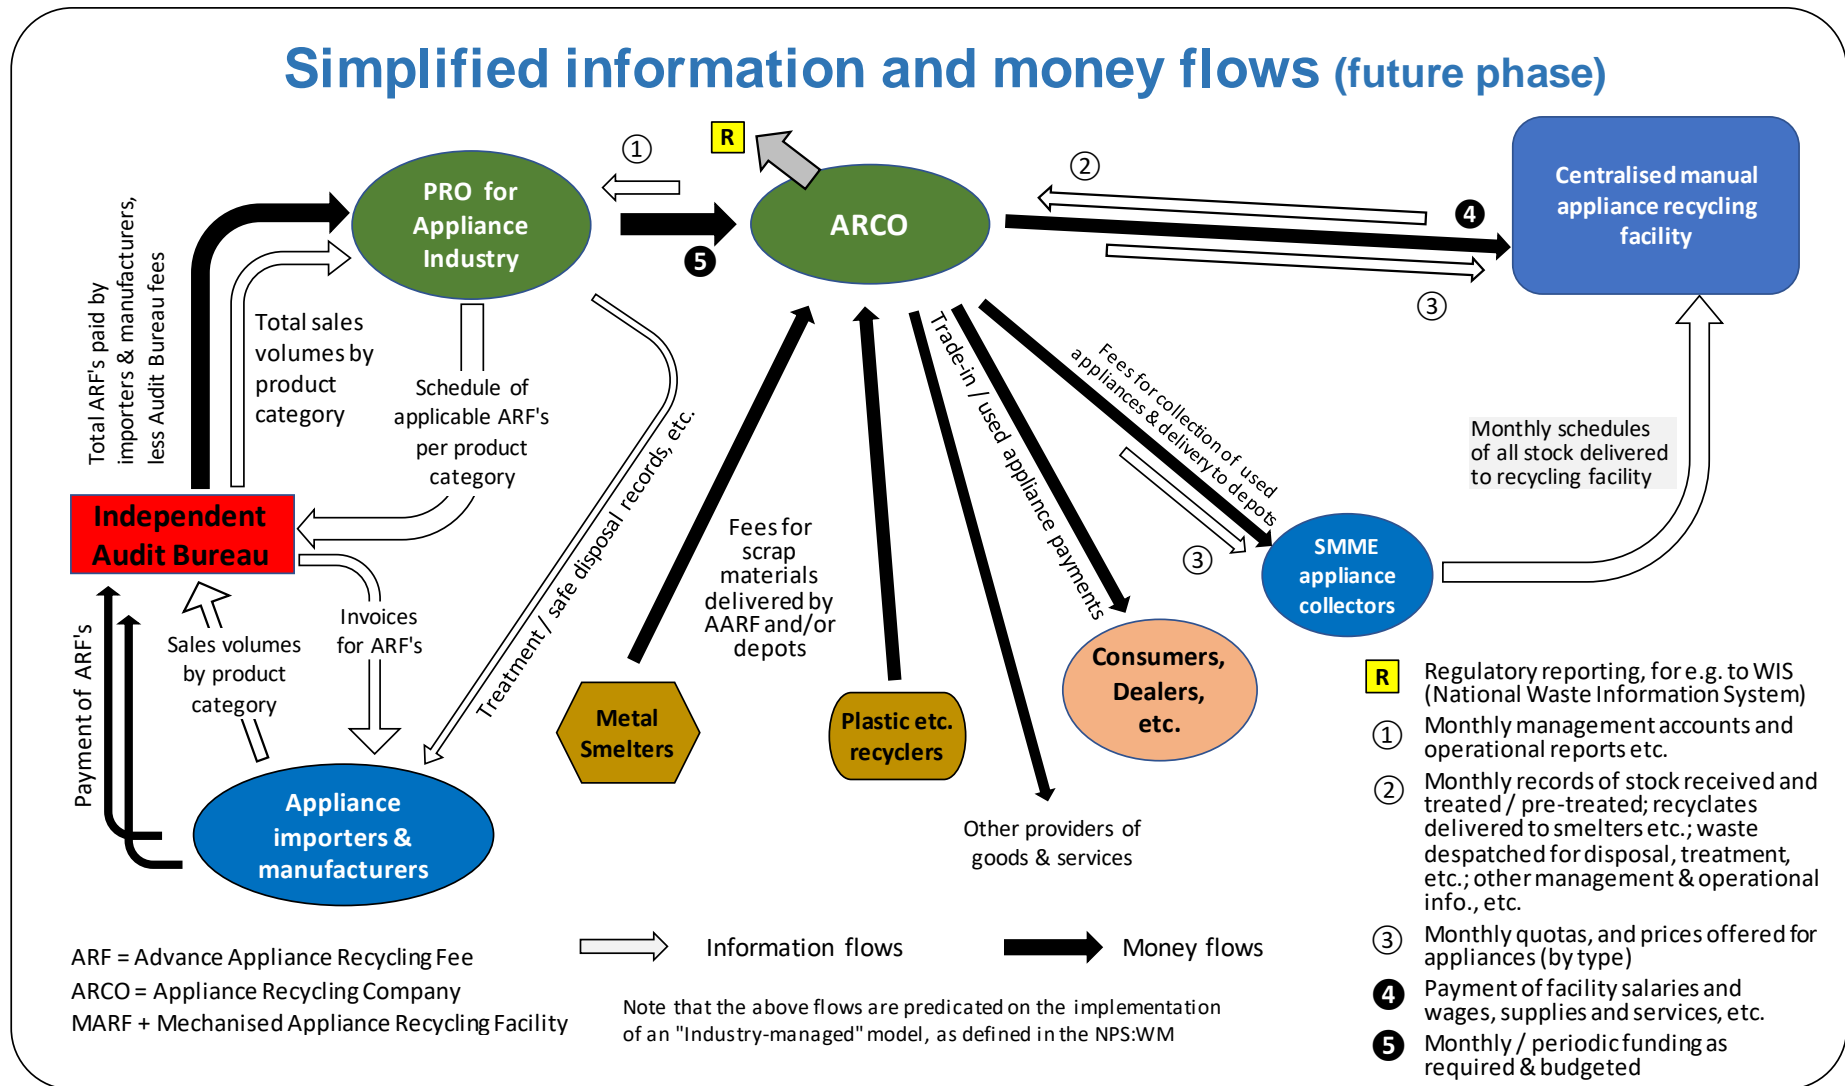 Simplified information and money flows (future phase)
R
①
②
PRO for
Appliance
Industry
ARCO
Centralised manual
appliance recycling
facility
❹
❺
③
Total ARF's paid by
importers & manufacturers,
less Audit Bureau fees
Total sales
volumes by
product
category
Schedule of
applicable ARF's
per product
category
Treatment / safe disposal records, etc.
Trade-in / used appliance payments
Fees for collection of used
appliances & delivery to depots
Monthly schedules
of all stock delivered
to recycling facility
Independent
Audit Bureau
Fees for
scrap
materials
delivered by
AARF and/or
depots
③
SMME
appliance
collectors
Payment of ARF's
Sales volumes
by product
category
Invoices
for ARF's
Metal
Smelters
Plastic etc.
recyclers
Consumers,
Dealers,
etc.
Appliance
importers &
manufacturers
Other providers of
goods & services
R
Regulatory reporting, for e.g. to WIS
(National Waste Information System)
①
Monthly management accounts and
operational reports etc.
②
Monthly records of stock received and
treated / pre-treated; recyclates
delivered to smelters etc.; waste
despatched for disposal, treatment,
etc.; other management & operational
info., etc.
③
Monthly quotas, and prices offered for
appliances (by type)
❹
Payment of facility salaries and
wages, supplies and services, etc.
❺
Monthly / periodic funding as
required & budgeted
Information flows
Money flows
ARF = Advance Appliance Recycling Fee
ARCO = Appliance Recycling Company
MARF + Mechanised Appliance Recycling Facility
Note that the above flows are predicated on the implementation
of an "Industry-managed" model, as defined in the NPS:WM